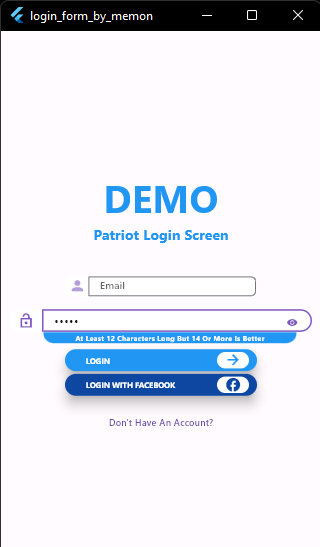 login_form_by_memon
DEMO
Patriot Login Screen
Email
•••••
At Least 12 Characters Long But 14 Or More Is Better
LOGIN
LOGIN WITH FACEBOOK
Don't Have An Account?